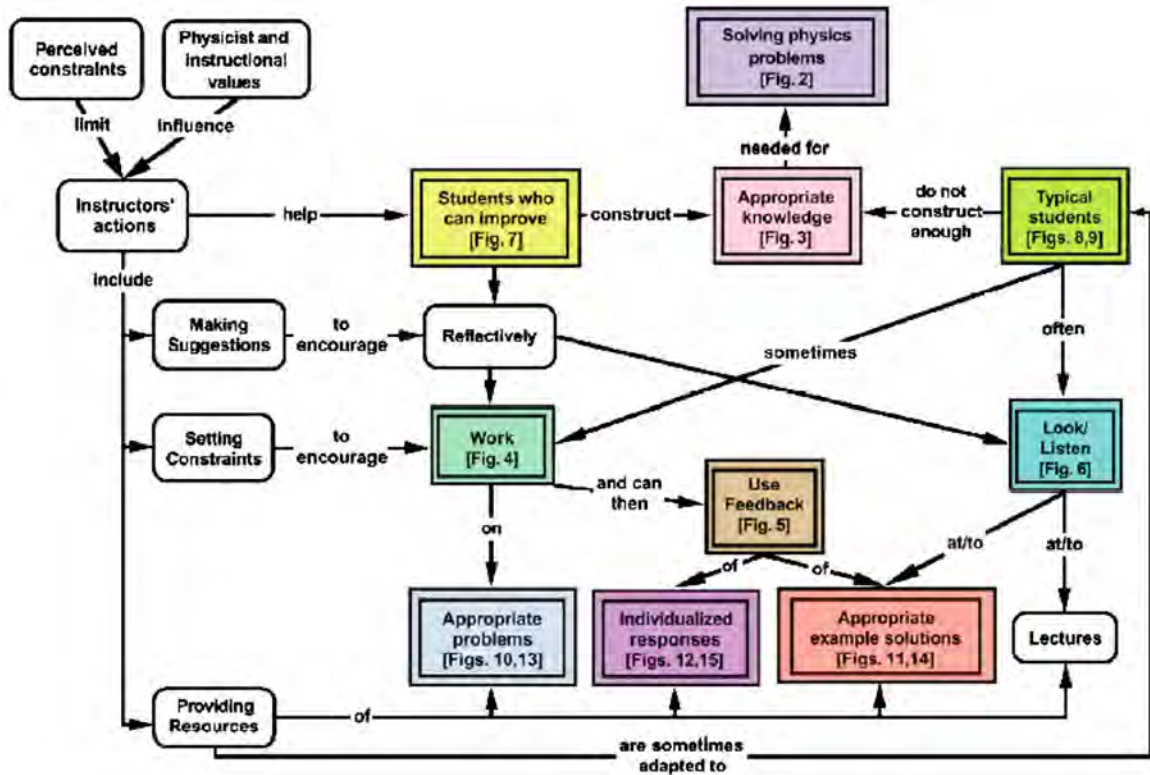 Perceived
constraints
Physicist and
instructional
values
Solving physics
problems
[Fig. 2]
limit
influence
needed for
Instructors'
actions
help
Students who
can improve
[Fig. 7]
construct
Appropriate
knowledge
[Fig. 3]
do not
construct
enough
Typical
students
[Figs. 8,9]
include
Making
Suggestions
to
encourage
Reflectively
sometimes
often
Setting
Constraints
to
encourage
Work
[Fig. 4]
Look/
Listen
[Fig. 6]
and can
then
Use
Feedback
[Fig. 5]
on
of
of
at/to
at/to
Appropriate
problems
[Figs. 10,13]
Individualized
responses
[Figs. 12,15]
Appropriate
example solutions
[Figs. 11,14]
Lectures
Providing
Resources
of
are sometimes
adapted to